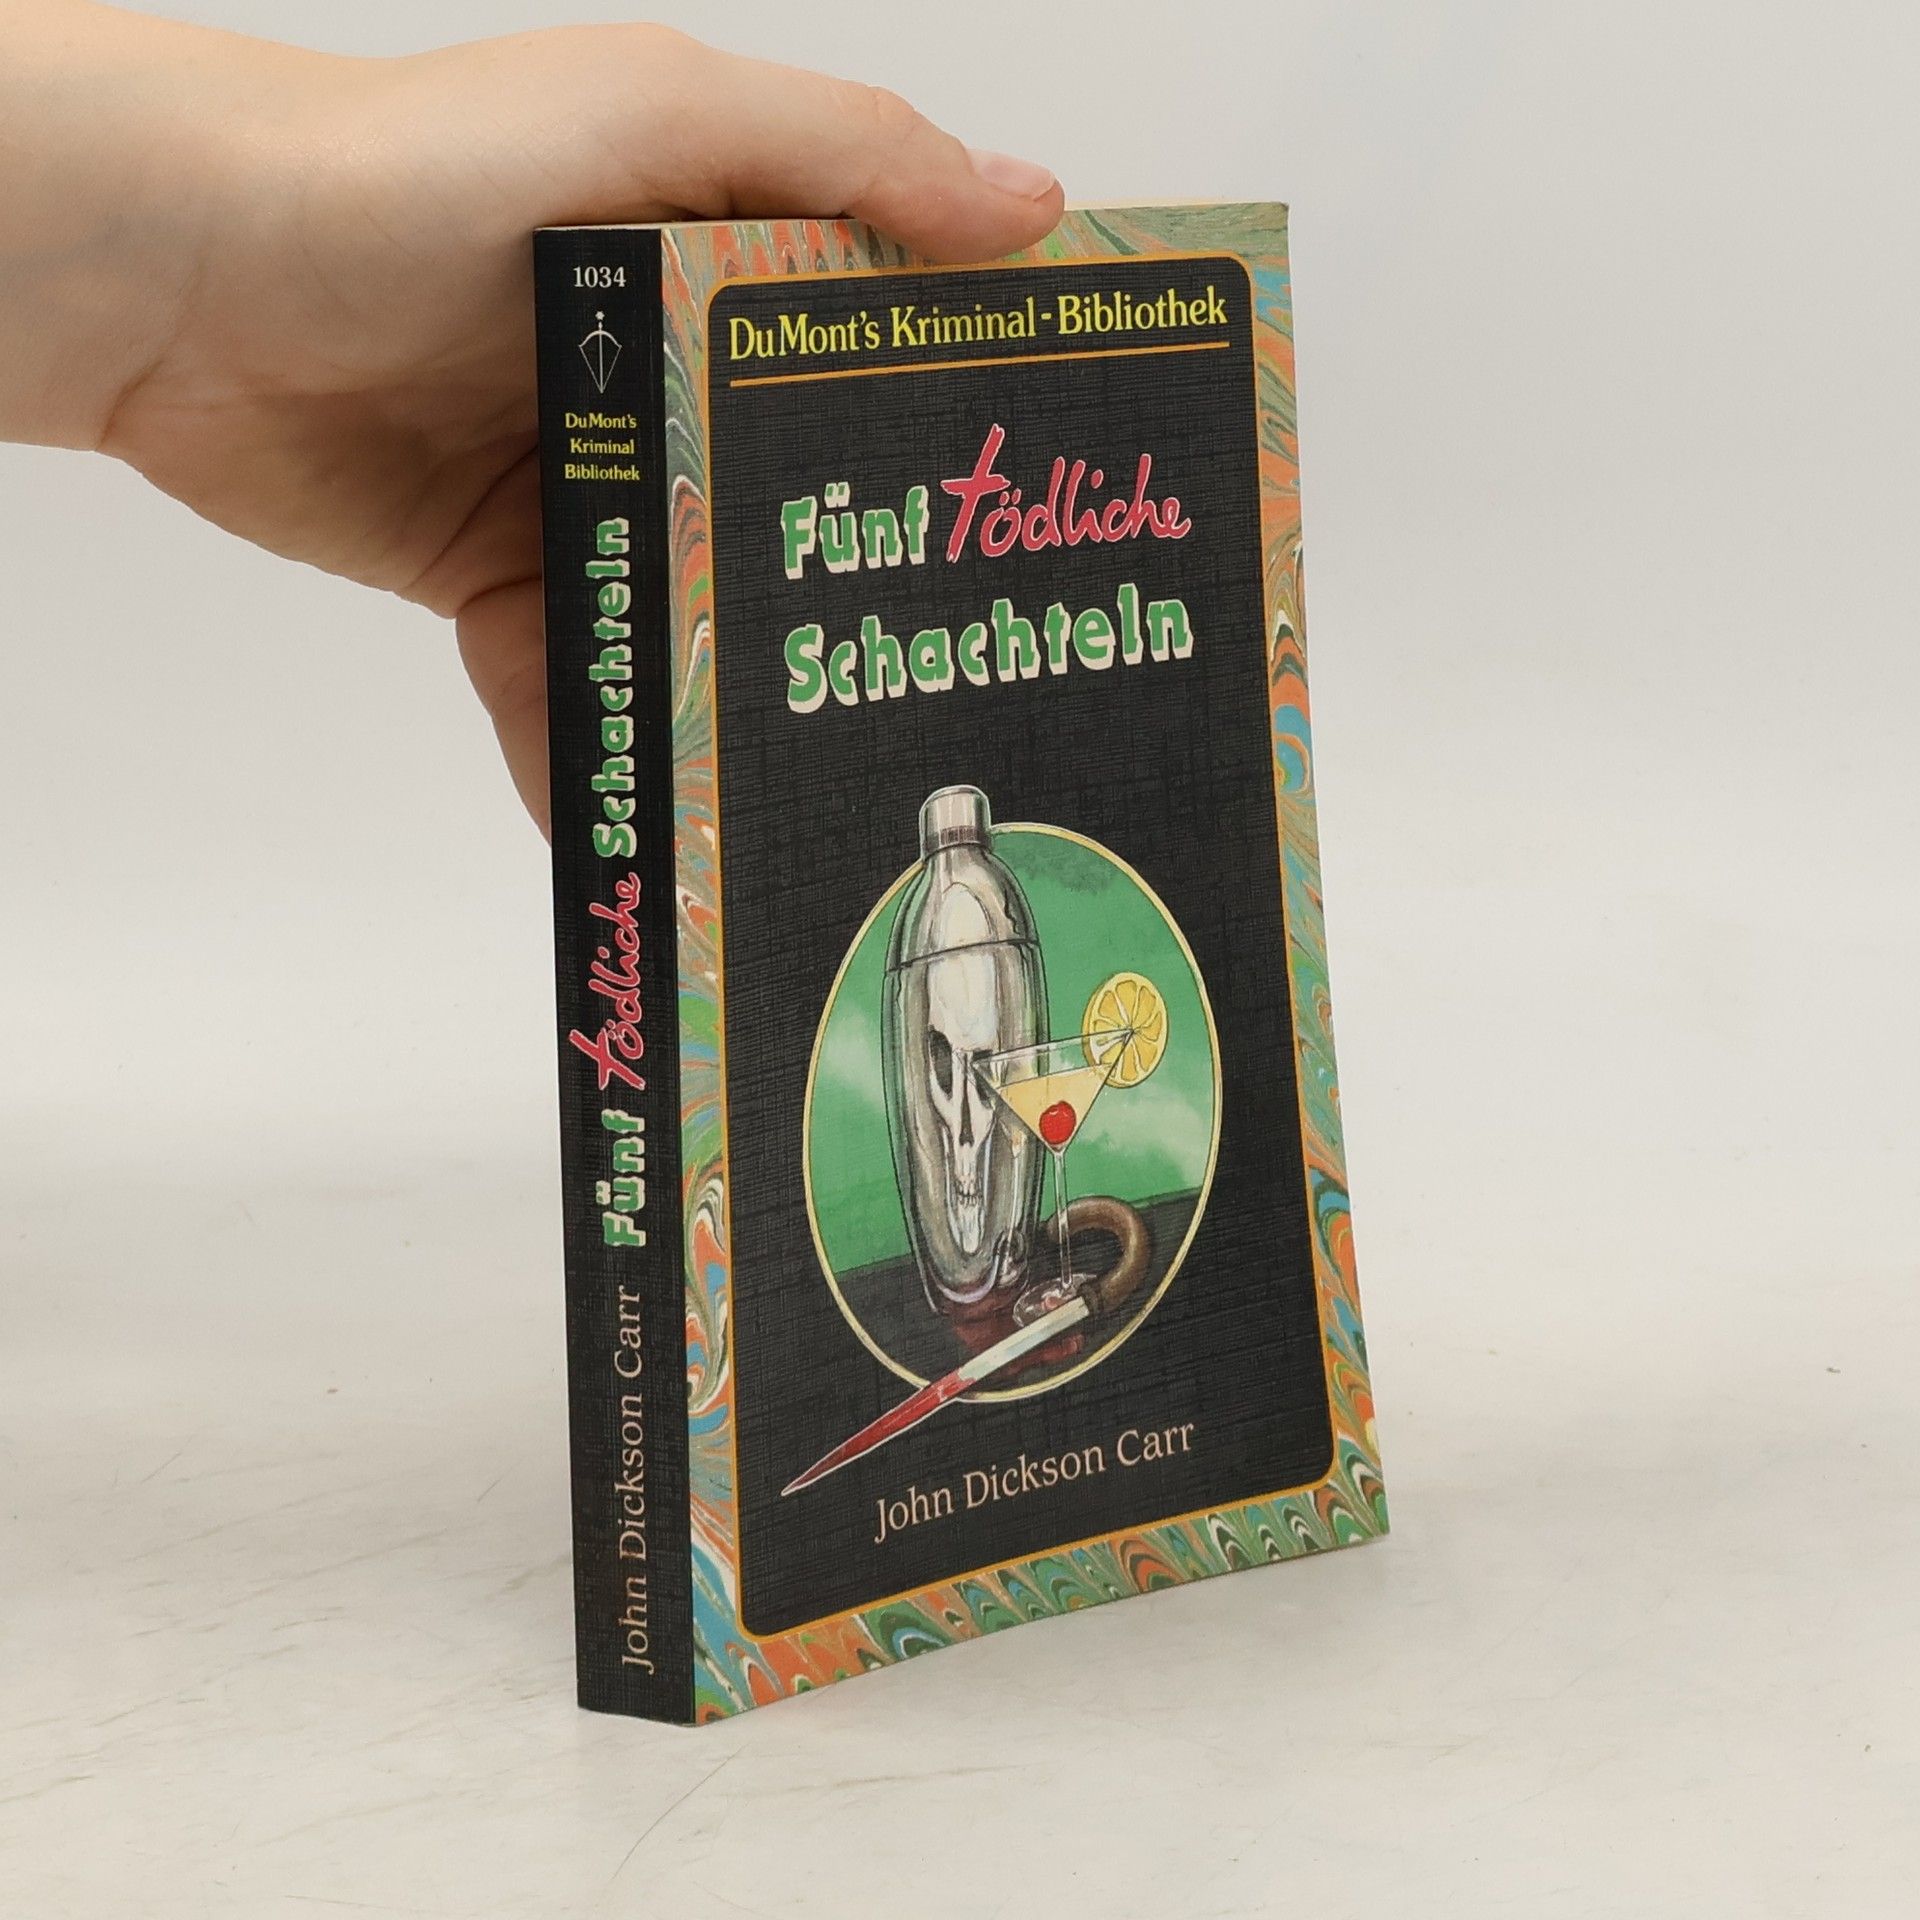 1034
DuMont's
Kriminal
Bibliothek
John Dickson Carr Fünf tödliche Schachteln
DuMont's Kriminal-Bibliothek
Fünf tödliche
Schachteln
John Dickson Carr